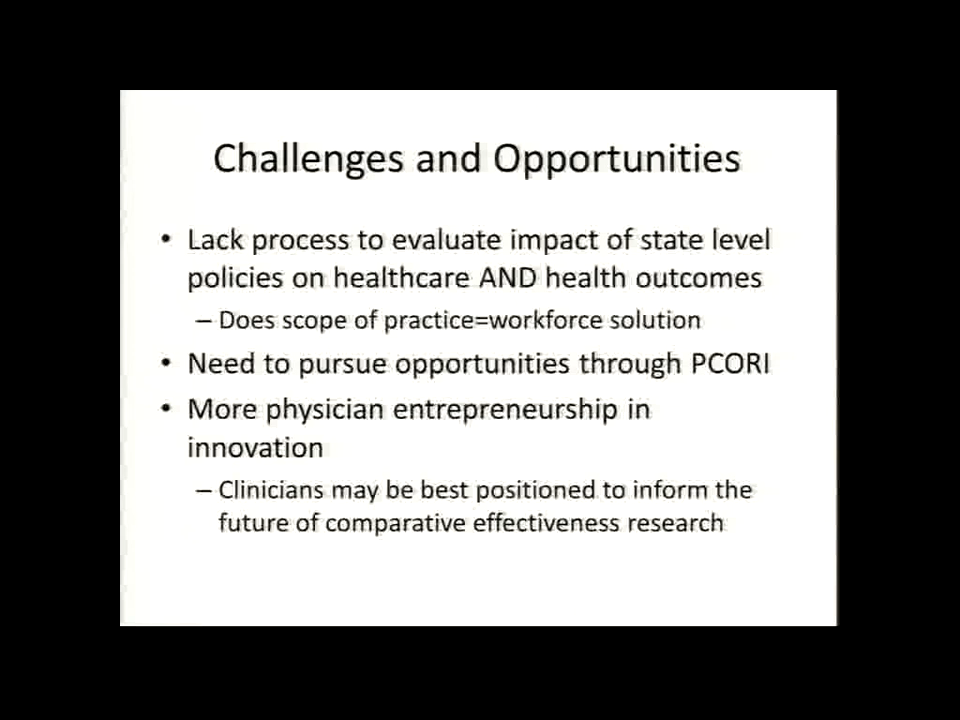 Challenges and Opportunities
• Lack process to evaluate impact of state level
policies on healthcare AND health outcomes
– Does scope of practice=workforce solution
• Need to pursue opportunities through PCORI
• More physician entrepreneurship in
innovation
– Clinicians may be best positioned to inform the
future of comparative effectiveness research